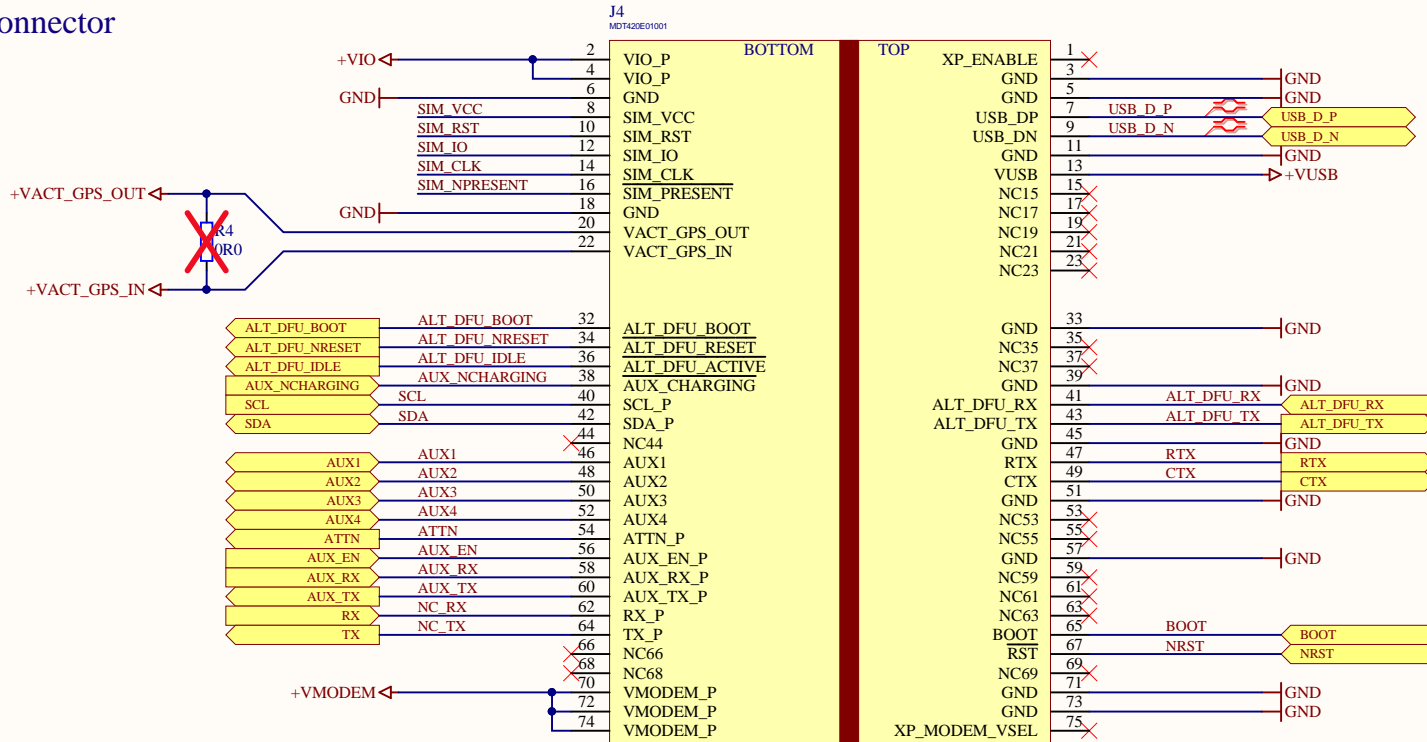 onnector
J4
MDT420E01001
BOTTOM TOP
+VIO 2 VIO_P XP_ENABLE 1
4 VIO_P GND 3 GND
GND 6 GND GND 5 GND
SIM_VCC 8 SIM_VCC USB_DP 7 USB_D_P USB_D_P
SIM_RST 10 SIM_RST USB_DN 9 USB_D_N USB_D_N
SIM_IO 12 SIM_IO GND 11 GND
SIM_CLK 14 SIM_CLK VUSB 13 +VUSB
SIM_NPRESENT 16 SIM_PRESENT NC15 15
+VACT_GPS_OUT
GND 18 GND NC17 17
20 VACT_GPS_OUT NC19 19
R4
0R0
22 VACT_GPS_IN NC21 21
NC23 23
+VACT_GPS_IN
ALT_DFU_BOOT ALT_DFU_BOOT 32 ALT_DFU_BOOT GND 33 GND
ALT_DFU_NRESET ALT_DFU_NRESET 34 ALT_DFU_RESET NC35 35
ALT_DFU_IDLE ALT_DFU_IDLE 36 ALT_DFU_ACTIVE NC37 37
AUX_NCHARGING AUX_NCHARGING 38 AUX_CHARGING GND 39 GND
SCL SCL 40 SCL_P ALT_DFU_RX 41 ALT_DFU_RX ALT_DFU_RX
SDA SDA 42 SDA_P ALT_DFU_TX 43 ALT_DFU_TX ALT_DFU_TX
44 NC44 GND 45 GND
AUX1 AUX1 46 AUX1 RTX 47 RTX RTX
AUX2 AUX2 48 AUX2 CTX 49 CTX CTX
AUX3 AUX3 50 AUX3 GND 51 GND
AUX4 AUX4 52 AUX4 NC53 53
ATTN ATTN 54 ATTN_P NC55 55
AUX_EN AUX_EN 56 AUX_EN_P GND 57 GND
AUX_RX AUX_RX 58 AUX_RX_P NC59 59
AUX_TX AUX_TX 60 AUX_TX_P NC61 61
RX NC_RX 62 RX_P NC63 63
TX NC_TX 64 TX_P BOOT 65 BOOT BOOT
66 NC66 RST 67 NRST NRST
68 NC68 NC69 69
+VMODEM 70 VMODEM_P GND 71 GND
72 VMODEM_P GND 73 GND
74 VMODEM_P XP_MODEM_VSEL 75